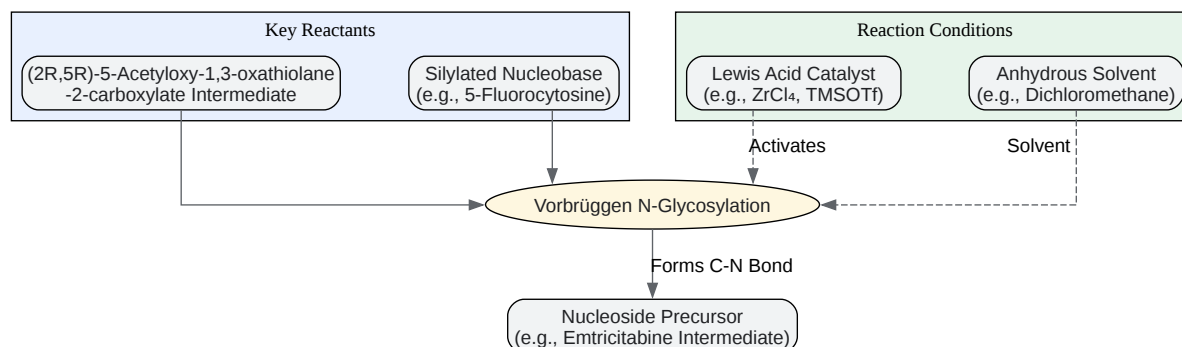 Key Reactants
Reaction Conditions
(2R,5R)-5-Acetyloxy-1,3-oxathiolane
-2-carboxylate Intermediate
Silylated Nucleobase
(e.g., 5-Fluorocytosine)
Lewis Acid Catalyst
(e.g., ZrCl₄, TMSOTf)
Anhydrous Solvent
(e.g., Dichloromethane)
Activates
Solvent
Vorbrüggen N-Glycosylation
Forms C-N Bond
Nucleoside Precursor
(e.g., Emtricitabine Intermediate)